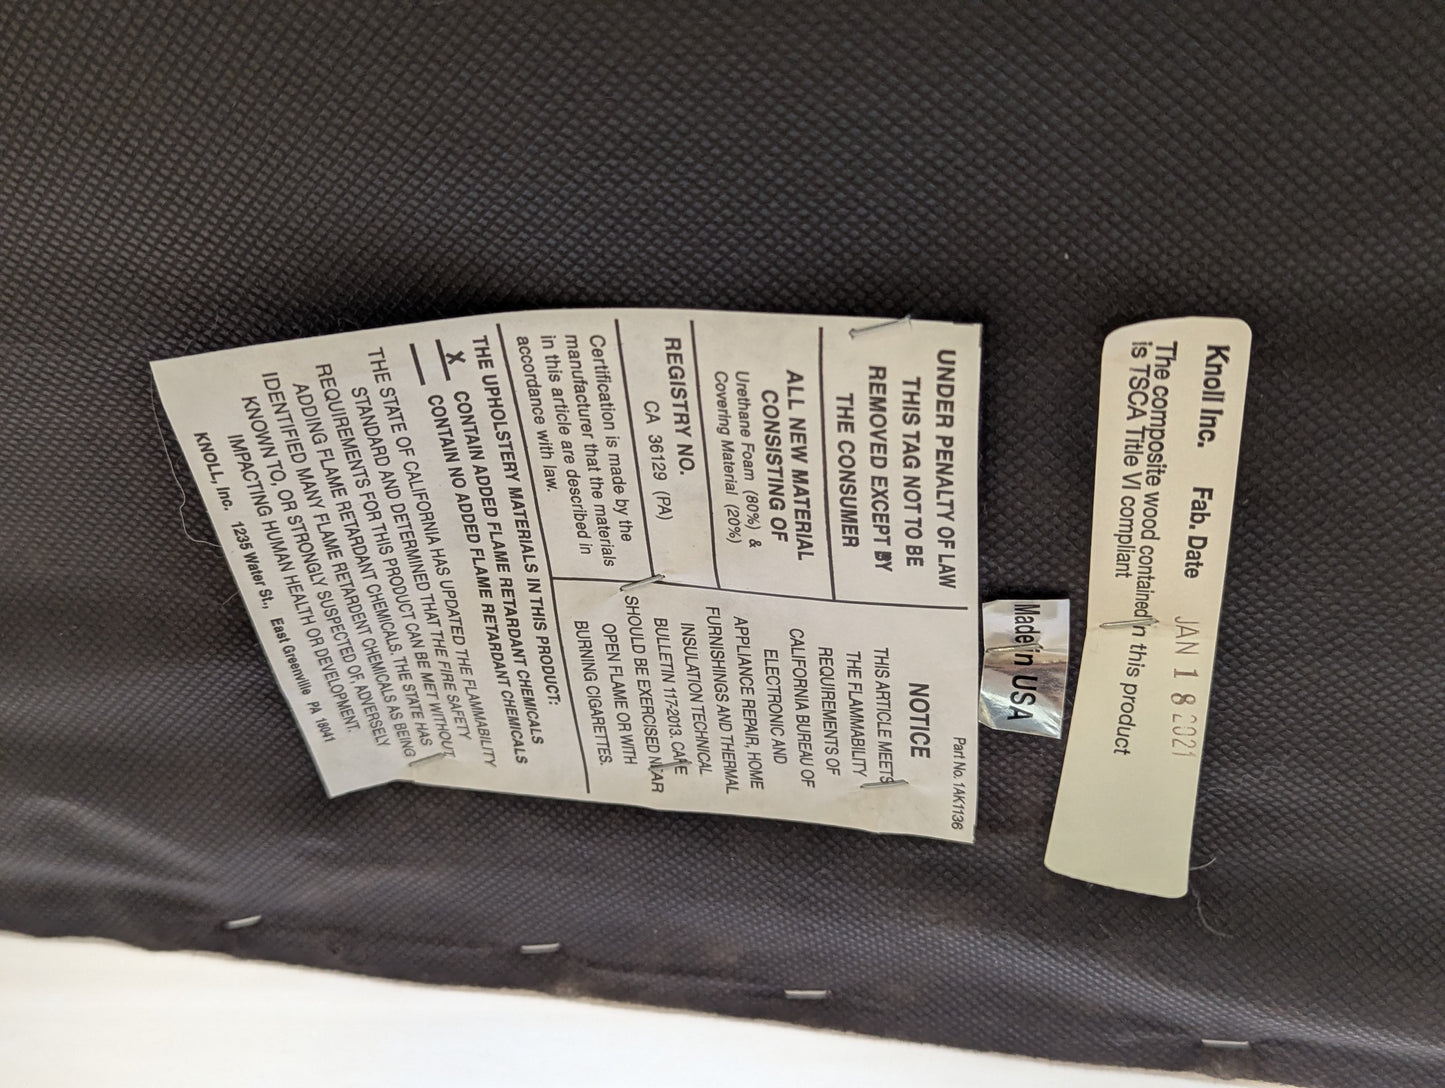 Knoll Inc. Fab. Date JAN 18 2021
The composite wood contained in this product
is TSCA Title VI compliant
Made in USA
Part No. 1AK1136
UNDER PENALTY OF LAW
THIS TAG NOT TO BE
REMOVED EXCEPT BY
THE CONSUMER
ALL NEW MATERIAL
CONSISTING OF
Urethane Foam (80%) &
Covering Material (20%)
REGISTRY NO.
CA 36129 (PA)
Certification is made by the
manufacturer that the materials
in this article are described in
accordance with law.
NOTICE
THIS ARTICLE MEETS
THE FLAMMABILITY
REQUIREMENTS OF
CALIFORNIA BUREAU OF
ELECTRONIC AND
APPLIANCE REPAIR, HOME
FURNISHINGS AND THERMAL
INSULATION TECHNICAL
BULLETIN 117-2013. CARE
SHOULD BE EXERCISED NEAR
OPEN FLAME OR WITH
BURNING CIGARETTES.
THE UPHOLSTERY MATERIALS IN THIS PRODUCT:
X CONTAIN ADDED FLAME RETARDANT CHEMICALS
CONTAIN NO ADDED FLAME RETARDANT CHEMICALS
THE STATE OF CALIFORNIA HAS UPDATED THE FLAMMABILITY
STANDARD AND DETERMINED THAT THE FIRE SAFETY
REQUIREMENTS FOR THIS PRODUCT CAN BE MET WITHOUT
ADDING FLAME RETARDANT CHEMICALS. THE STATE HAS
IDENTIFIED MANY FLAME RETARDENT CHEMICALS AS BEING
KNOWN TO, OR STRONGLY SUSPECTED OF, ADVERSELY
IMPACTING HUMAN HEALTH OR DEVELOPMENT.
KNOLL, Inc. 1235 Water St., East Greenville PA 18041